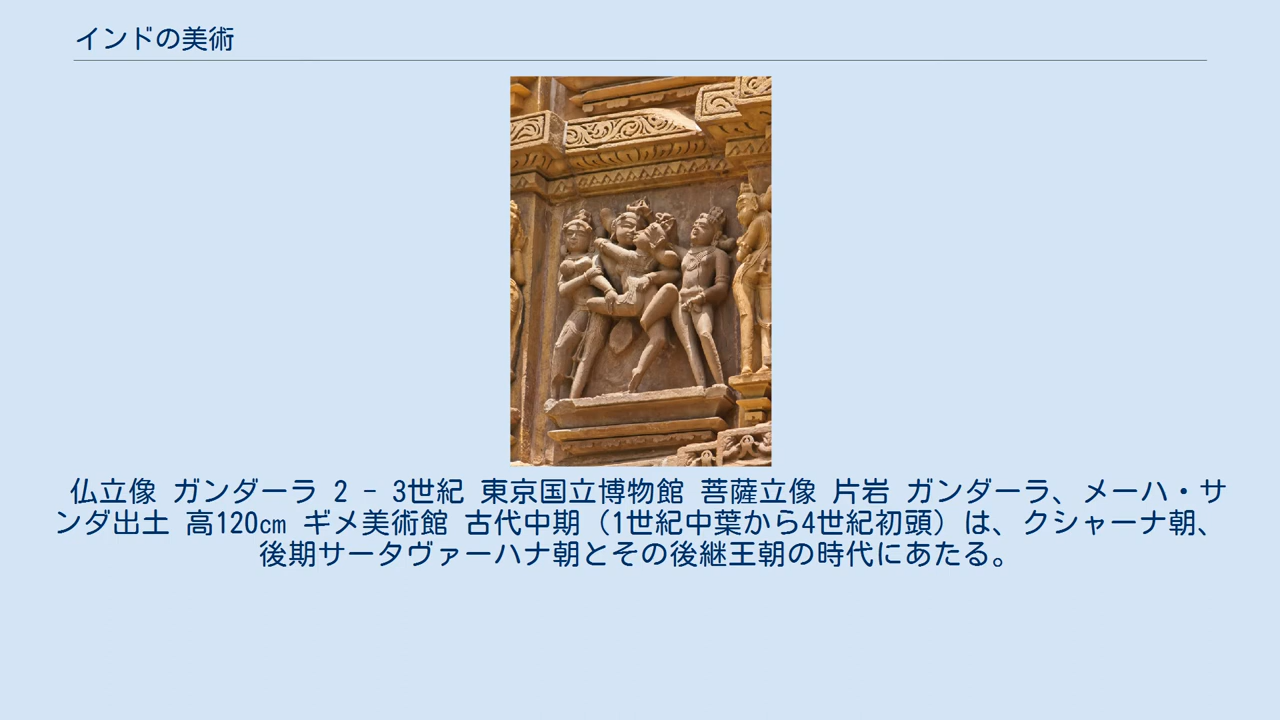 インドの美術
仏立像 ガンダーラ 2 - 3世紀 東京国立博物館 菩薩立像 片岩 ガンダーラ、メーハ・サ
ンダ出土 高120cm ギメ美術館 古代中期（1世紀中葉から4世紀初頭）は、クシャーナ朝、
後期サータヴァーハナ朝とその後継王朝の時代にあたる。